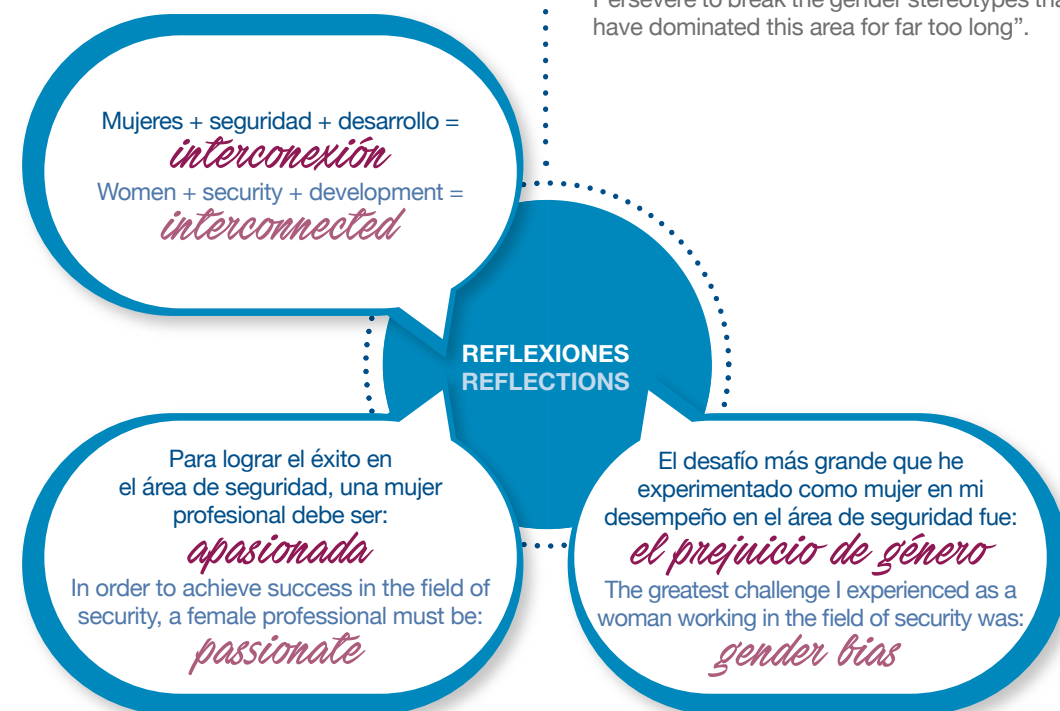 Persevere to break the gender stereotypes
have dominated this area for far too long”.
Mujeres + seguridad + desarrollo =
interconexión
Women + security + development =
interconnected
REFLEXIONES
REFLECTIONS
Para lograr el éxito en
el área de seguridad, una mujer
profesional debe ser:
apasionada
In order to achieve success in the field of
security, a female professional must be:
passionate
El desafío más grande que he
experimentado como mujer en mi
desempeño en el área de seguridad fue:
el prejuicio de género
The greatest challenge I experienced as a
woman working in the field of security was:
gender bias